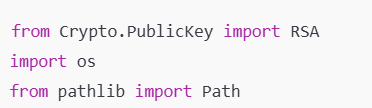 from Crypto.PublicKey import RSA
import os
from pathlib import Path